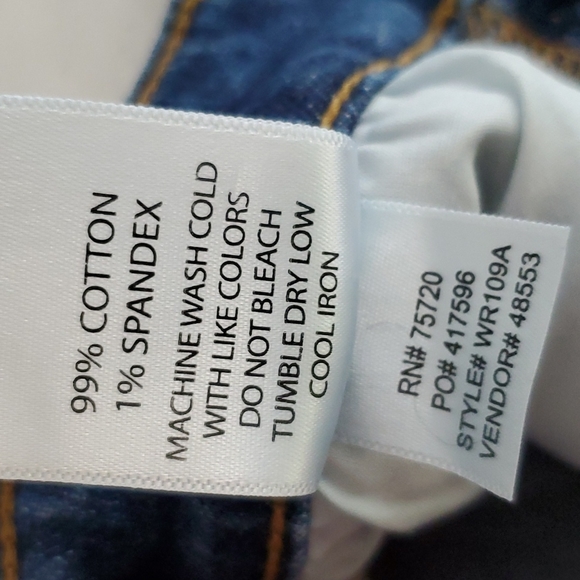 99% COTTON
1% SPANDEX
MACHINE WASH COLD
WITH LIKE COLORS
DO NOT BLEACH
TUMBLE DRY LOW
COOL IRON
RN# 75720
PO# 417596
STYLE# WR109A
VENDOR# 48553